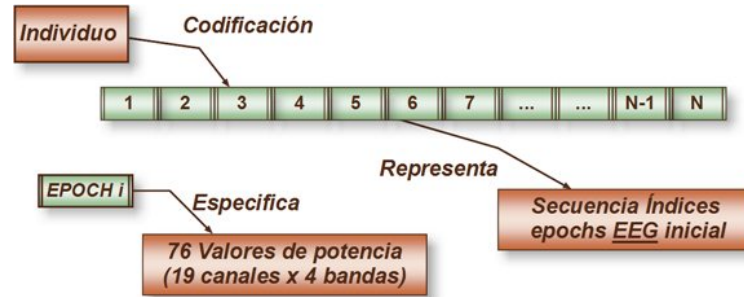 Individuo
Codificación
1 2 3 4 5 6 7 ... ... N-1 N
Representa
EPOCH i
Especifica
Secuencia Índices
epochs EEG inicial
76 Valores de potencia
(19 canales x 4 bandas)